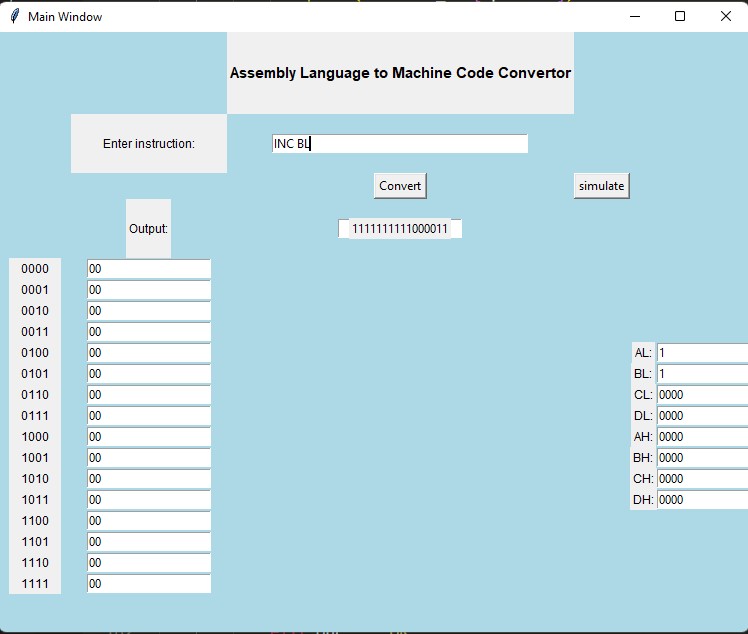 Main Window
Assembly Language to Machine Code Convertor
Enter instruction: INC BL
Convert simulate
Output: 1111111111000011
0000 00
0001 00
0010 00
0011 00
0100 00 AL: 1
0101 00 BL: 1
0110 00 CL: 0000
0111 00 DL: 0000
1000 00 AH: 0000
1001 00 BH: 0000
1010 00 CH: 0000
1011 00 DH: 0000
1100 00
1101 00
1110 00
1111 00